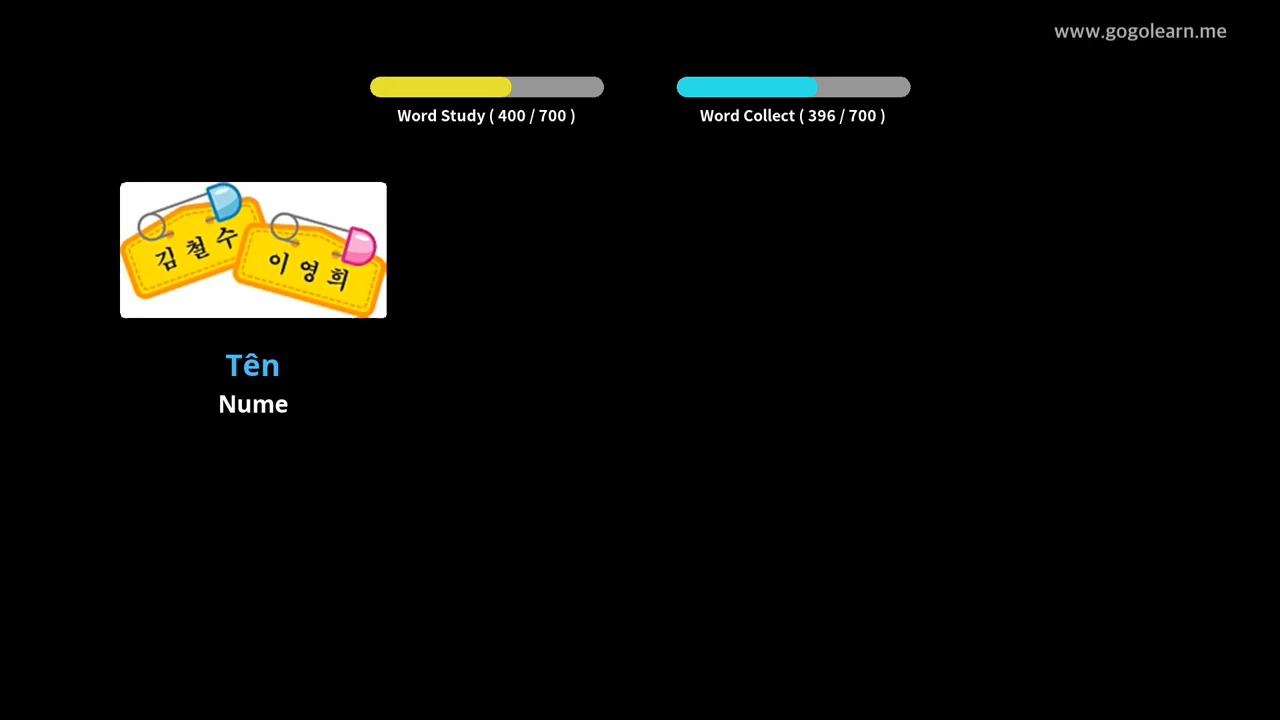 www.gogolearn.me
Word Study ( 400 / 700 )
Word Collect ( 396 / 700 )
김철수
이영희
Tên
Nume